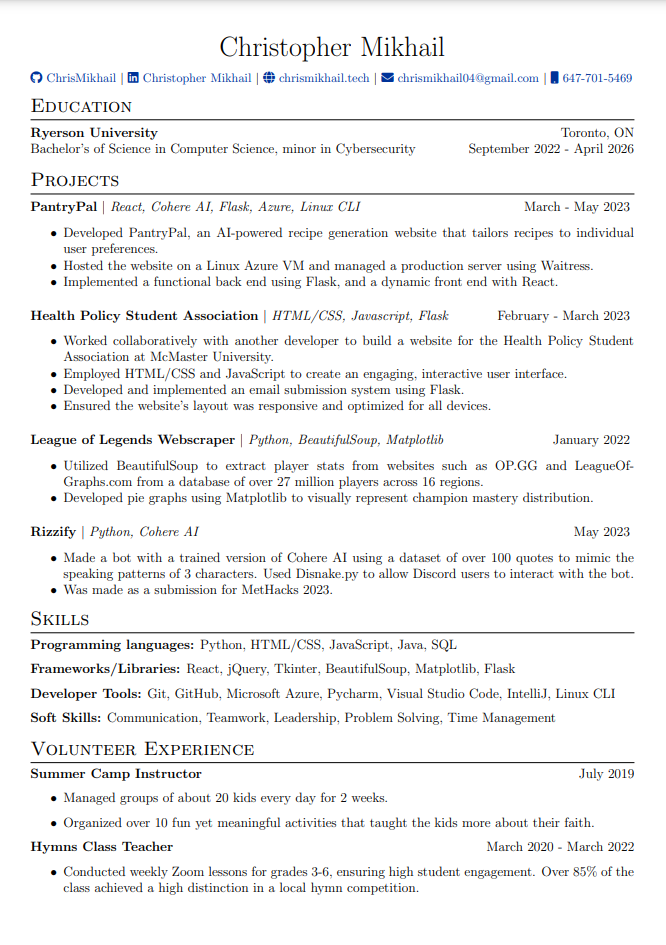 Christopher Mikhail
ChrisMikhail | Christopher Mikhail | chrismikhail.tech | chrismikhail04@gmail.com | 647-701-5469
Education
Ryerson University Toronto, ON
Bachelor's of Science in Computer Science, minor in Cybersecurity September 2022 - April 2026
Projects
PantryPal | React, Cohere AI, Flask, Azure, Linux CLI March - May 2023
• Developed PantryPal, an AI-powered recipe generation website that tailors recipes to individual
user preferences.
• Hosted the website on a Linux Azure VM and managed a production server using Waitress.
• Implemented a functional back end using Flask, and a dynamic front end with React.
Health Policy Student Association | HTML/CSS, Javascript, Flask February - March 2023
• Worked collaboratively with another developer to build a website for the Health Policy Student
Association at McMaster University.
• Employed HTML/CSS and JavaScript to create an engaging, interactive user interface.
• Developed and implemented an email submission system using Flask.
• Ensured the website's layout was responsive and optimized for all devices.
League of Legends Webscraper | Python, BeautifulSoup, Matplotlib January 2022
• Utilized BeautifulSoup to extract player stats from websites such as OP.GG and LeagueOf-
Graphs.com from a database of over 27 million players across 16 regions.
• Developed pie graphs using Matplotlib to visually represent champion mastery distribution.
Rizzify | Python, Cohere AI May 2023
• Made a bot with a trained version of Cohere AI using a dataset of over 100 quotes to mimic the
speaking patterns of 3 characters. Used Disnake.py to allow Discord users to interact with the bot.
• Was made as a submission for MetHacks 2023.
Skills
Programming languages: Python, HTML/CSS, JavaScript, Java, SQL
Frameworks/Libraries: React, jQuery, Tkinter, BeautifulSoup, Matplotlib, Flask
Developer Tools: Git, GitHub, Microsoft Azure, Pycharm, Visual Studio Code, IntelliJ, Linux CLI
Soft Skills: Communication, Teamwork, Leadership, Problem Solving, Time Management
Volunteer Experience
Summer Camp Instructor July 2019
• Managed groups of about 20 kids every day for 2 weeks.
• Organized over 10 fun yet meaningful activities that taught the kids more about their faith.
Hymns Class Teacher March 2020 - March 2022
• Conducted weekly Zoom lessons for grades 3-6, ensuring high student engagement. Over 85% of the
class achieved a high distinction in a local hymn competition.